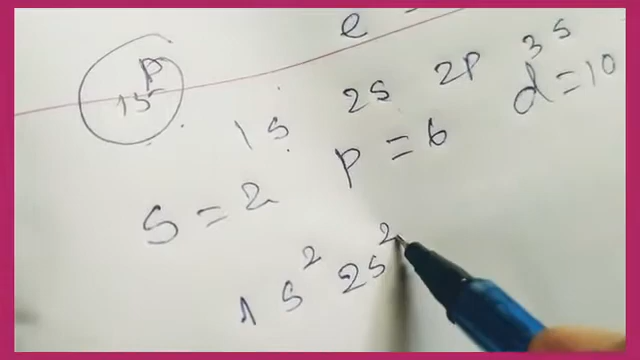 e
p
15
1s 2s 2p 3s
s = 2 p = 6 d = 10
1s² 2s²